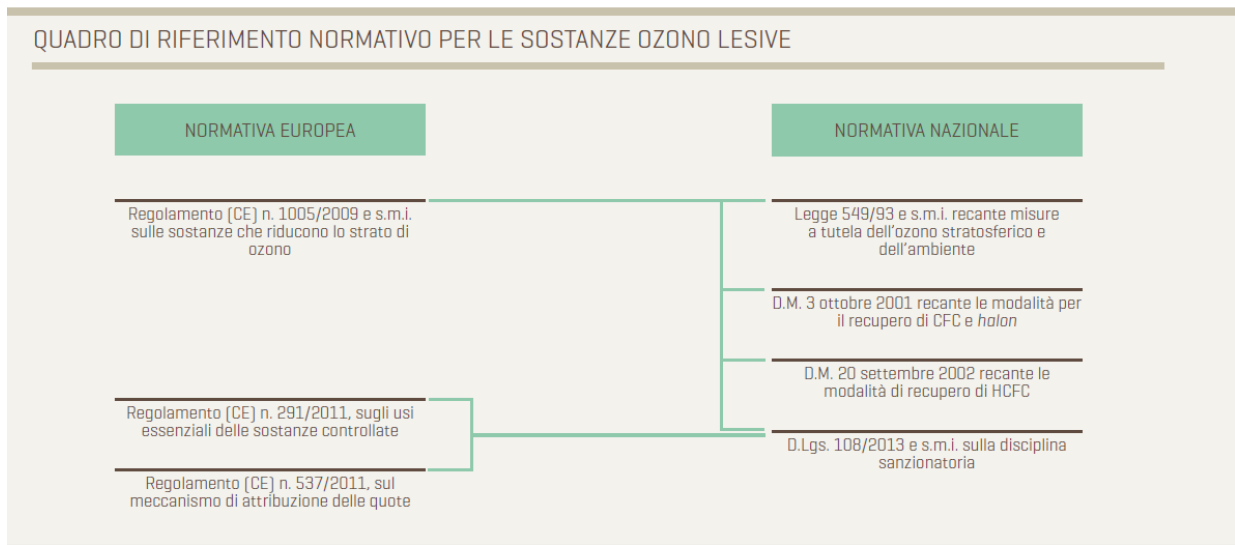 QUADRO DI RIFERIMENTO NORMATIVO PER LE SOSTANZE OZONO LESIVE
NORMATIVA EUROPEA
Regolamento (CE) n. 1005/2009 e s.m.i.
sulle sostanze che riducono lo strato di
ozono
Regolamento (CE) n. 291/2011, sugli usi
essenziali delle sostanze controllate
Regolamento (CE) n. 537/2011, sul
meccanismo di attribuzione delle quote
NORMATIVA NAZIONALE
Legge 549/93 e s.m.i. recante misure
a tutela dell'ozono stratosferico e
dell'ambiente
D.M. 3 ottobre 2001 recante le modalità per
il recupero di CFC e halon
D.M. 20 settembre 2002 recante le
modalità di recupero di HCFC
D.Lgs. 108/2013 e s.m.i. sulla disciplina
sanzionatoria